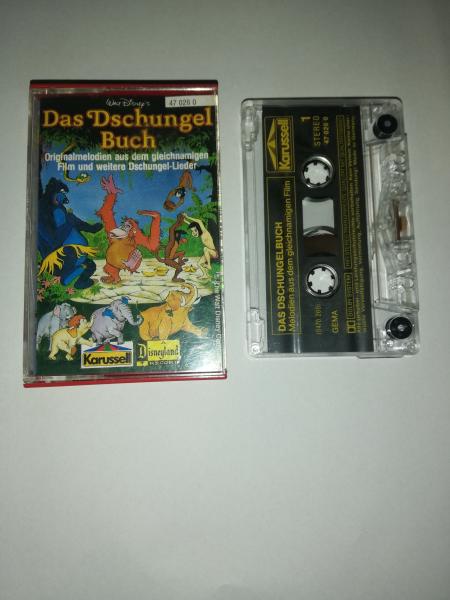 WALT DISNEY'S
47 026 0
Das Dschungel
Buch
Originalmelodien aus dem gleichnamigen
Film und weitere Dschungel-Lieder
Karussell
Disneyland
RECORDS
Karussell
1
STEREO
47 026 0
DAS DSCHUNGELBUCH
Melodien aus dem gleichnamigen Film
GEMA